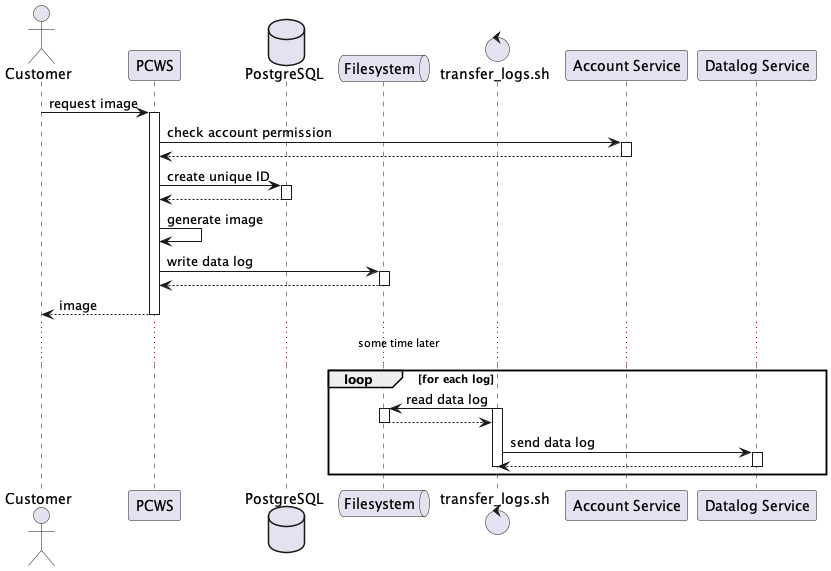 Customer
PCWS
PostgreSQL
Filesystem
transfer_logs.sh
Account Service
Datalog Service
request image
check account permission
create unique ID
generate image
write data log
image
some time later
loop
[for each log]
read data log
send data log
Customer
PCWS
PostgreSQL
Filesystem
transfer_logs.sh
Account Service
Datalog Service